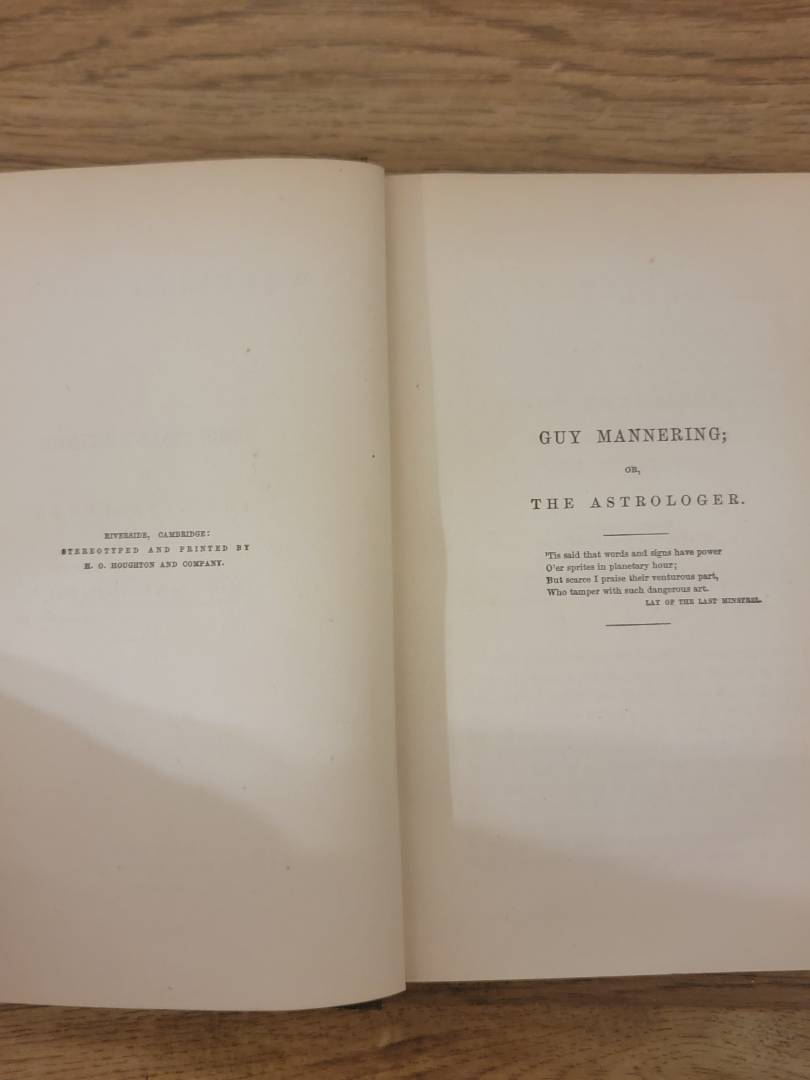 RIVERSIDE, CAMBRIDGE:
STEREOTYPED AND PRINTED BY
H. O. HOUGHTON AND COMPANY.
GUY MANNERING;
OR,
THE ASTROLOGER.
'Tis said that words and signs have power
O'er sprites in planetary hour;
But scarce I praise their venturous part,
Who tamper with such dangerous art.
LAY OF THE LAST MINSTREL.